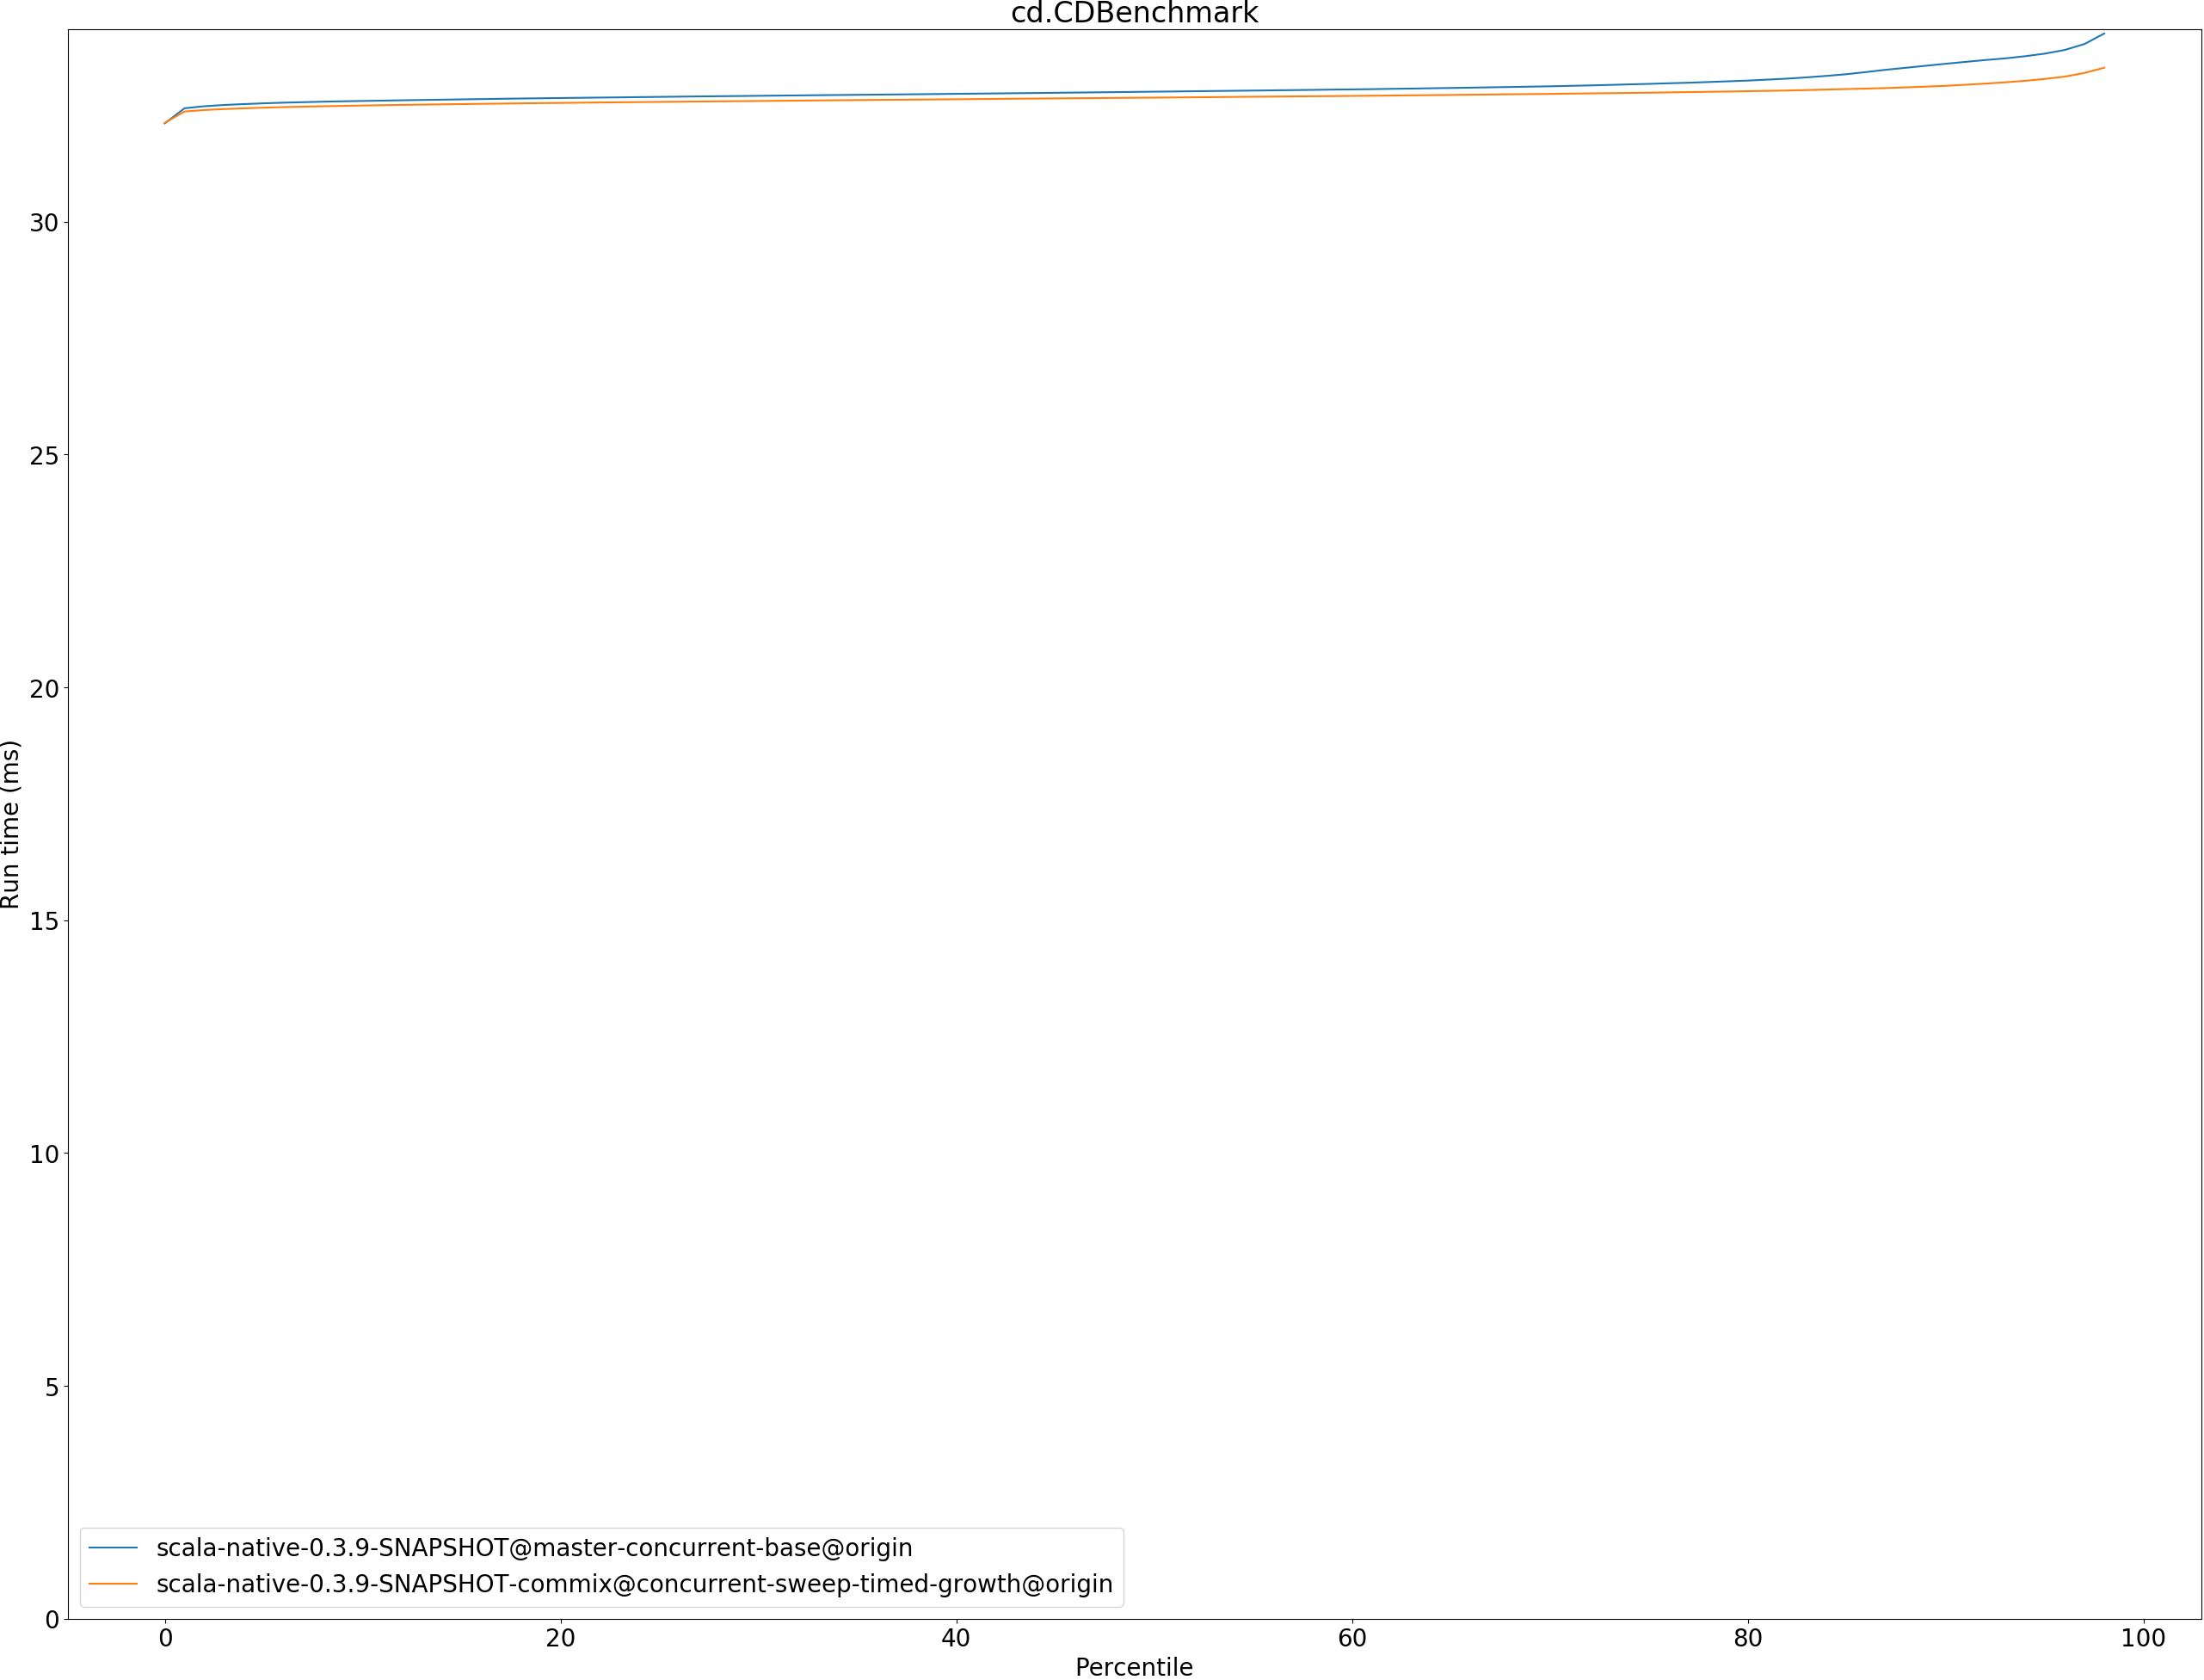 cd.CDBenchmark
Run time (ms)
30
25
20
15
10
5
0
scala-native-0.3.9-SNAPSHOT@master-concurrent-base@origin
scala-native-0.3.9-SNAPSHOT-commix@concurrent-sweep-timed-growth@origin
0 20 40 60 80 100
Percentile